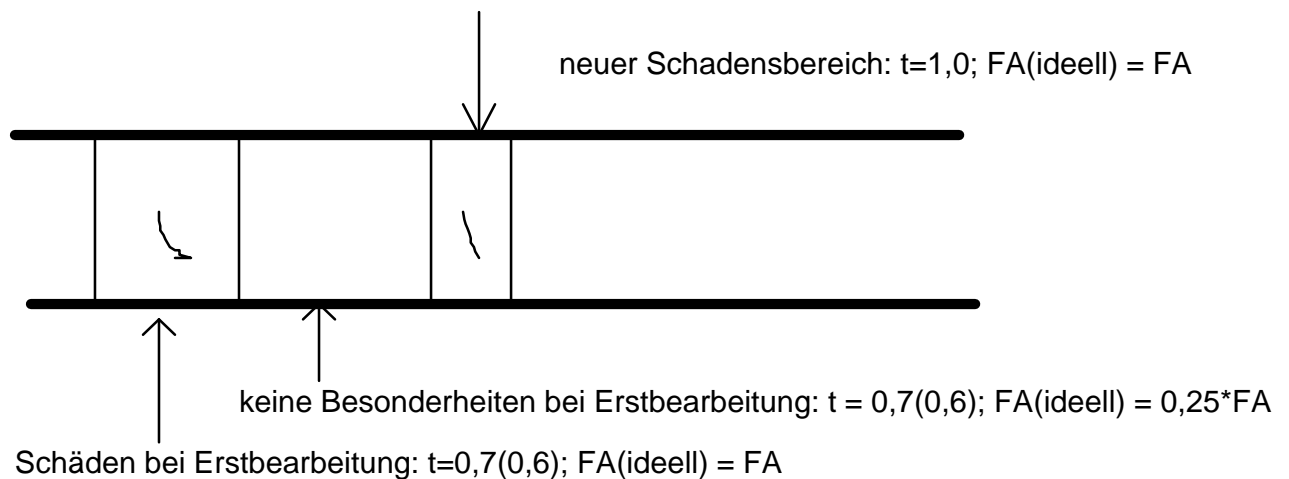 neuer Schadensbereich: t=1,0; FA(ideell) = FA
keine Besonderheiten bei Erstbearbeitung: t = 0,7(0,6); FA(ideell) = 0,25*FA
Schäden bei Erstbearbeitung: t=0,7(0,6); FA(ideell) = FA